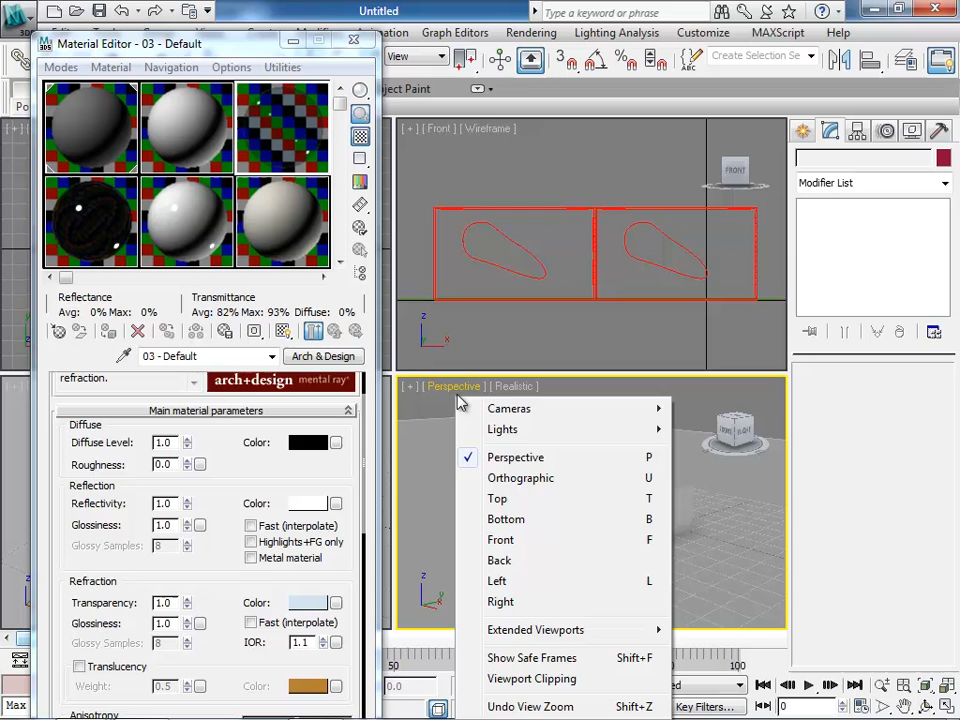 Untitled
Type a keyword or phrase
3DS
Material Editor - 03 - Default
ation
Graph Editors
Rendering
Lighting Analysis
Customize
MAXScript
Help
Modes
Material
Navigation
Options
Utilities
View
3
Create Selection Se
Po
oject Paint
[ + ] [ Front ] [ Wireframe ]
FRONT
Modifier List
z
x
Reflectance
Avg: 0% Max: 0%
Transmittance
Avg: 82% Max: 93% Diffuse: 0%
03 - Default
Arch & Design
refraction.
arch+design mental ray
Main material parameters
Diffuse
Diffuse Level: 1.0
Color:
Roughness: 0.0
Reflection
Reflectivity: 1.0
Color:
Glossiness: 1.0
Fast (interpolate)
Glossy Samples: 8
Highlights+FG only
Metal material
Refraction
Transparency: 1.0
Color:
Glossiness: 1.0
Fast (interpolate)
Glossy Samples: 8
IOR: 1.1
Translucency
Weight: 0.5
Color:
Anisotropy
[ + ] [ Perspective ] [ Realistic ]
Cameras
Lights
Perspective P
Orthographic U
Top T
Bottom B
Front F
Back
Left L
Right
Extended Viewports
Show Safe Frames Shift+F
Viewport Clipping
Undo View Zoom Shift+Z
z
y
50
100
0.0
ed
Key Filters...
0
Max